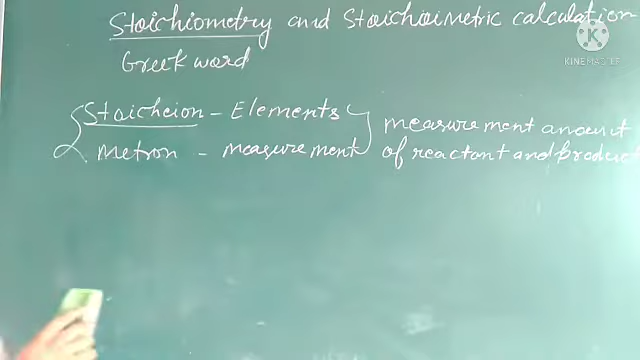 Stoichiometry and Stoichiometric calculation
Greek word
Stoicheion - Elements
Metron - measurement
measurement amount
of reactant and product
K
KINEMASTER